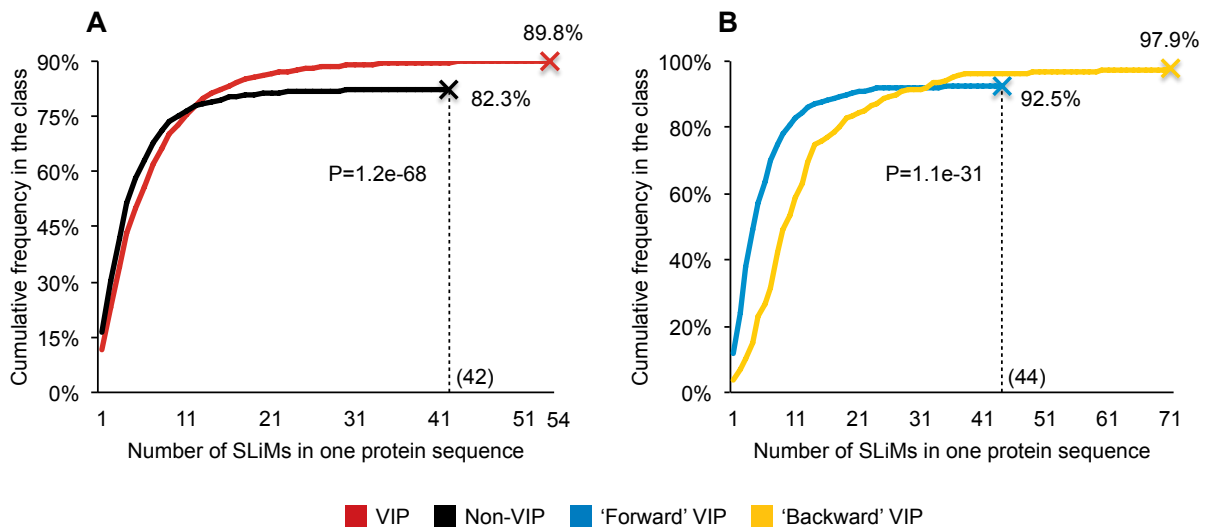 A
89.8%
90%
75%
60%
45%
30%
15%
0%
Cumulative frequency in the class
82.3%
P=1.2e-68
(42)
1 11 21 31 41 51 54
Number of SLiMs in one protein sequence
B
97.9%
100%
80%
60%
40%
20%
0%
Cumulative frequency in the class
92.5%
P=1.1e-31
(44)
1 11 21 31 41 51 61 71
Number of SLiMs in one protein sequence
VIP Non-VIP ‘Forward’ VIP ‘Backward’ VIP